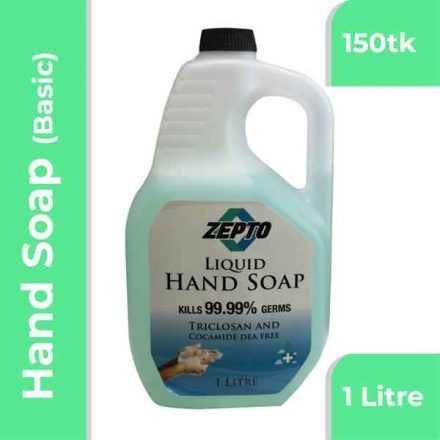 Hand Soap (Basic)
150tk
ZEPTO
LIQUID
HAND SOAP
KILLS 99.99% GERMS
TRICLOSAN AND
COCAMIDE DEA FREE
1 LITRE
1 Litre